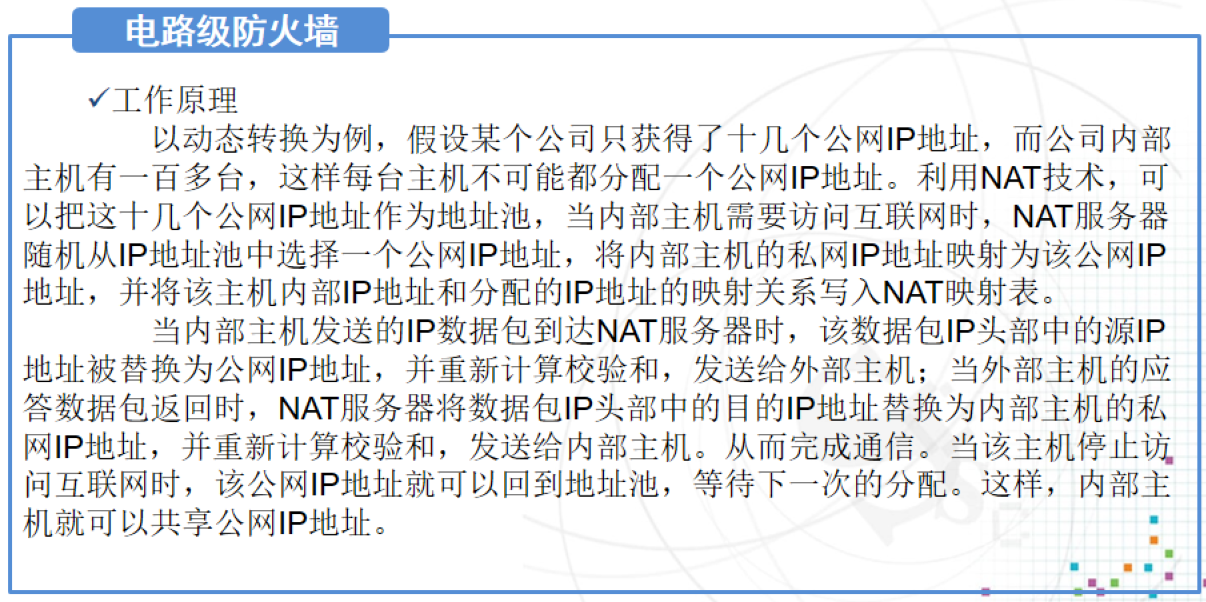 电路级防火墙
✓工作原理
以动态转换为例，假设某个公司只获得了十几个公网IP地址，而公司内部
主机有一百多台，这样每台主机不可能都分配一个公网IP地址。利用NAT技术，可
以把这十几个公网IP地址作为地址池，当内部主机需要访问互联网时，NAT服务器
随机从IP地址池中选择一个公网IP地址，将内部主机的私网IP地址映射为该公网IP
地址，并将该主机内部IP地址和分配的IP地址的映射关系写入NAT映射表。
当内部主机发送的IP数据包到达NAT服务器时，该数据包IP头部中的源IP
地址被替换为公网IP地址，并重新计算校验和，发送给外部主机；当外部主机的应
答数据包返回时，NAT服务器将数据包IP头部中的目的IP地址替换为内部主机的私
网IP地址，并重新计算校验和，发送给内部主机。从而完成通信。当该主机停止访
问互联网时，该公网IP地址就可以回到地址池，等待下一次的分配。这样，内部主
机就可以共享公网IP地址。